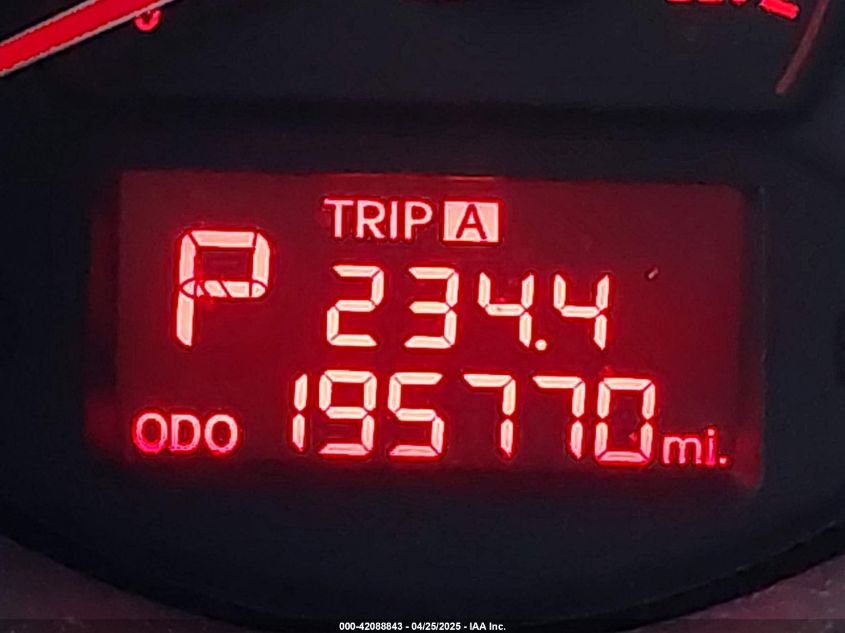 TRIP A
P 234.4
ODO 195770 mi.
000-42088843 - 04/25/2025 - IAA Inc.